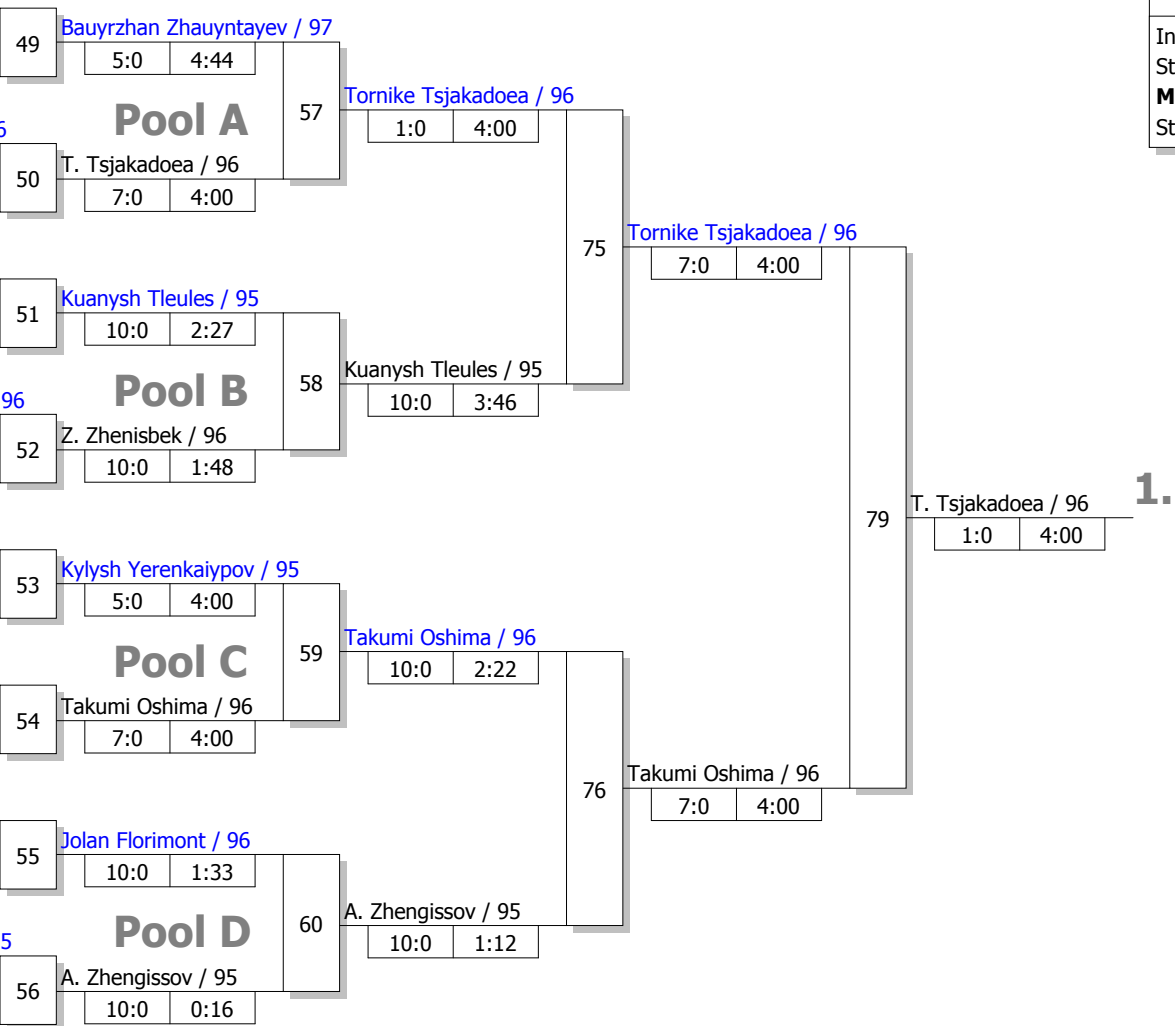 49
Bauyrzhan Zhauyntayev / 97
5:0 4:44
Pool A
57
Tornike Tsjakadoea / 96
1:0 4:00
50
T. Tsjakadoea / 96
7:0 4:00
75
Tornike Tsjakadoea / 96
7:0 4:00
51
Kuanysh Tleules / 95
10:0 2:27
Pool B
58
Kuanysh Tleules / 95
10:0 3:46
96
52
Z. Zhenisbek / 96
10:0 1:48
79
T. Tsjakadoea / 96
1:0 4:00
1.
53
Kylysh Yerenkaiypov / 95
5:0 4:00
Pool C
59
Takumi Oshima / 96
10:0 2:22
54
Takumi Oshima / 96
7:0 4:00
76
Takumi Oshima / 96
7:0 4:00
55
Jolan Florimont / 96
10:0 1:33
Pool D
60
A. Zhengissov / 95
10:0 1:12
5
56
A. Zhengissov / 95
10:0 0:16
In
St
M
St